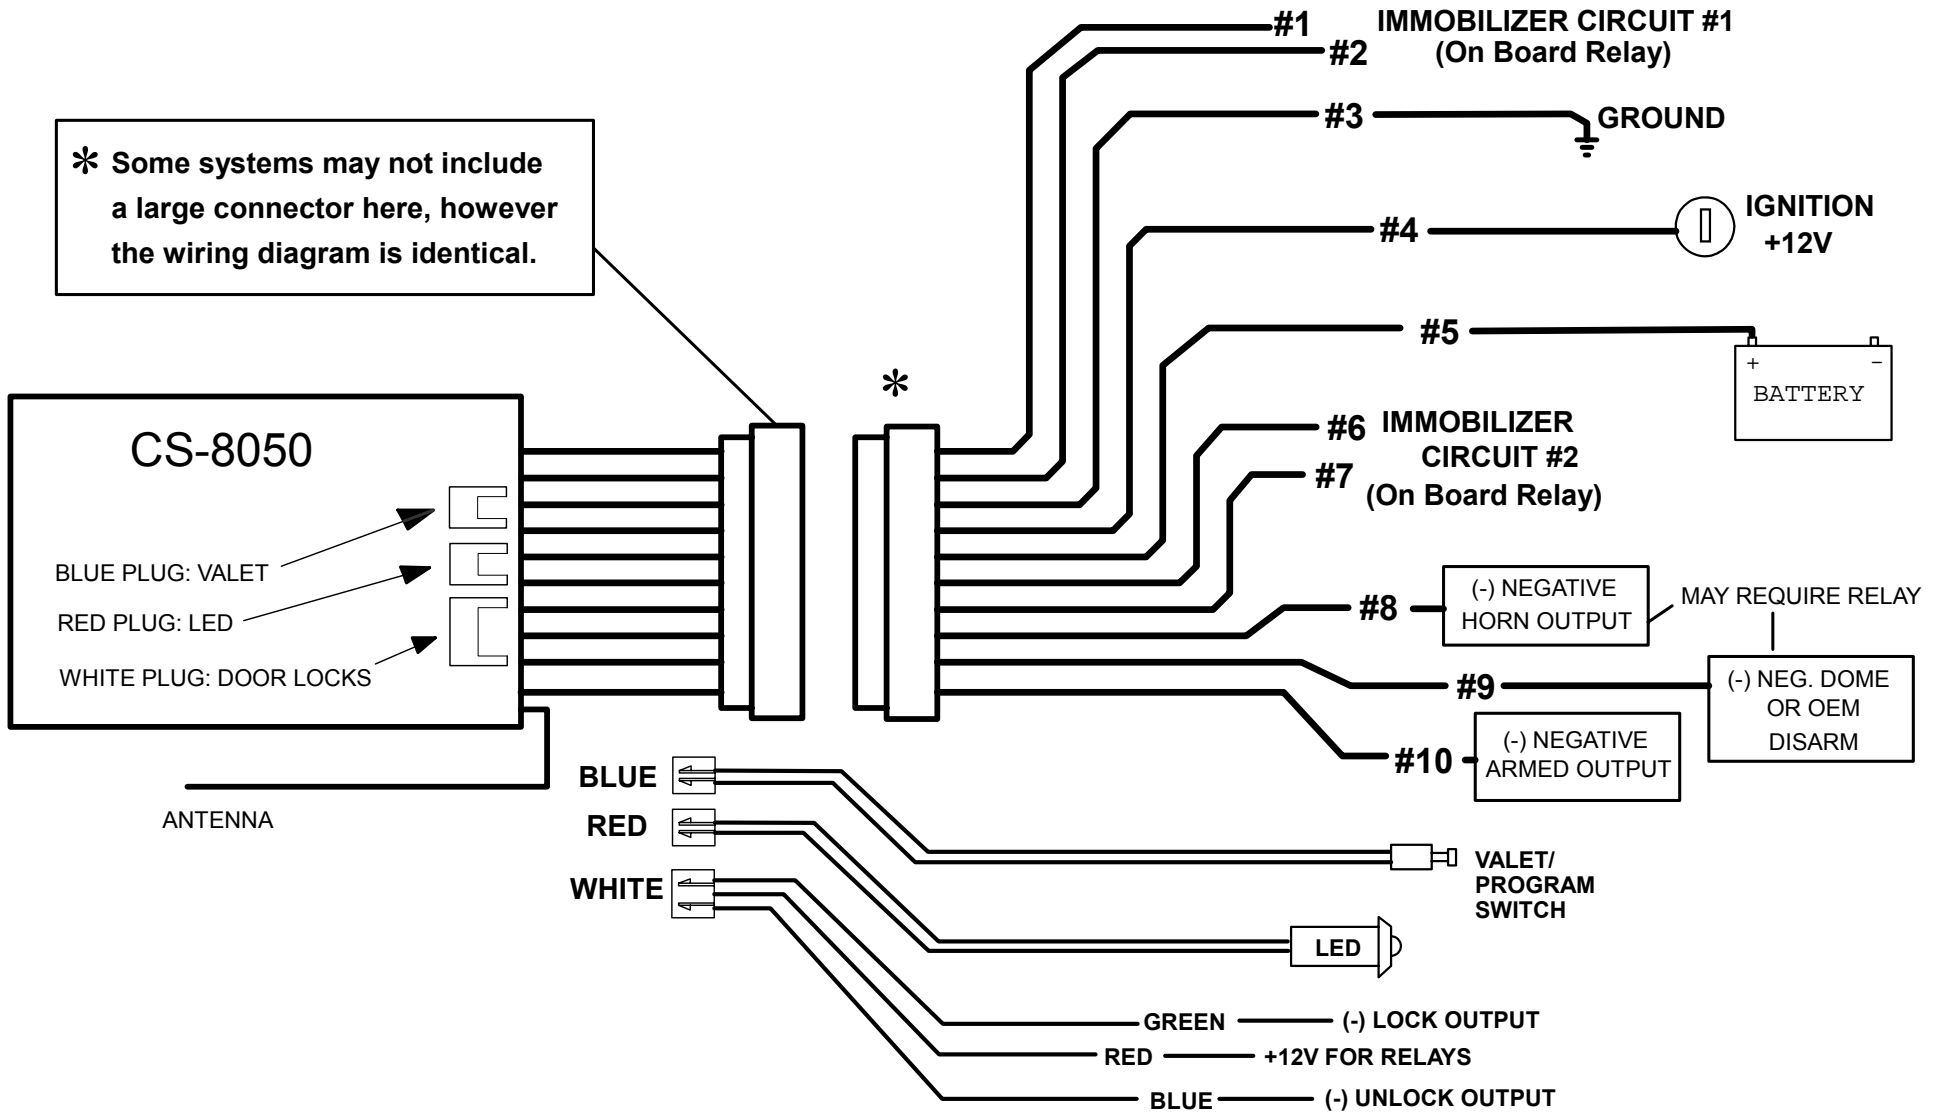 #1 IMMOBILIZER CIRCUIT #1
#2 (On Board Relay)
#3 GROUND
* Some systems may not include
a large connector here, however
the wiring diagram is identical.
#4 IGNITION
+12V
#5
+ −
BATTERY
*
#6 IMMOBILIZER
CIRCUIT #2
#7 (On Board Relay)
CS-8050
BLUE PLUG: VALET
RED PLUG: LED
WHITE PLUG: DOOR LOCKS
ANTENNA
#8 (-) NEGATIVE
HORN OUTPUT
MAY REQUIRE RELAY
#9 (-) NEG. DOME
OR OEM
DISARM
#10 (-) NEGATIVE
ARMED OUTPUT
BLUE
RED
WHITE
VALET/
PROGRAM
SWITCH
LED
GREEN (-) LOCK OUTPUT
RED +12V FOR RELAYS
BLUE (-) UNLOCK OUTPUT